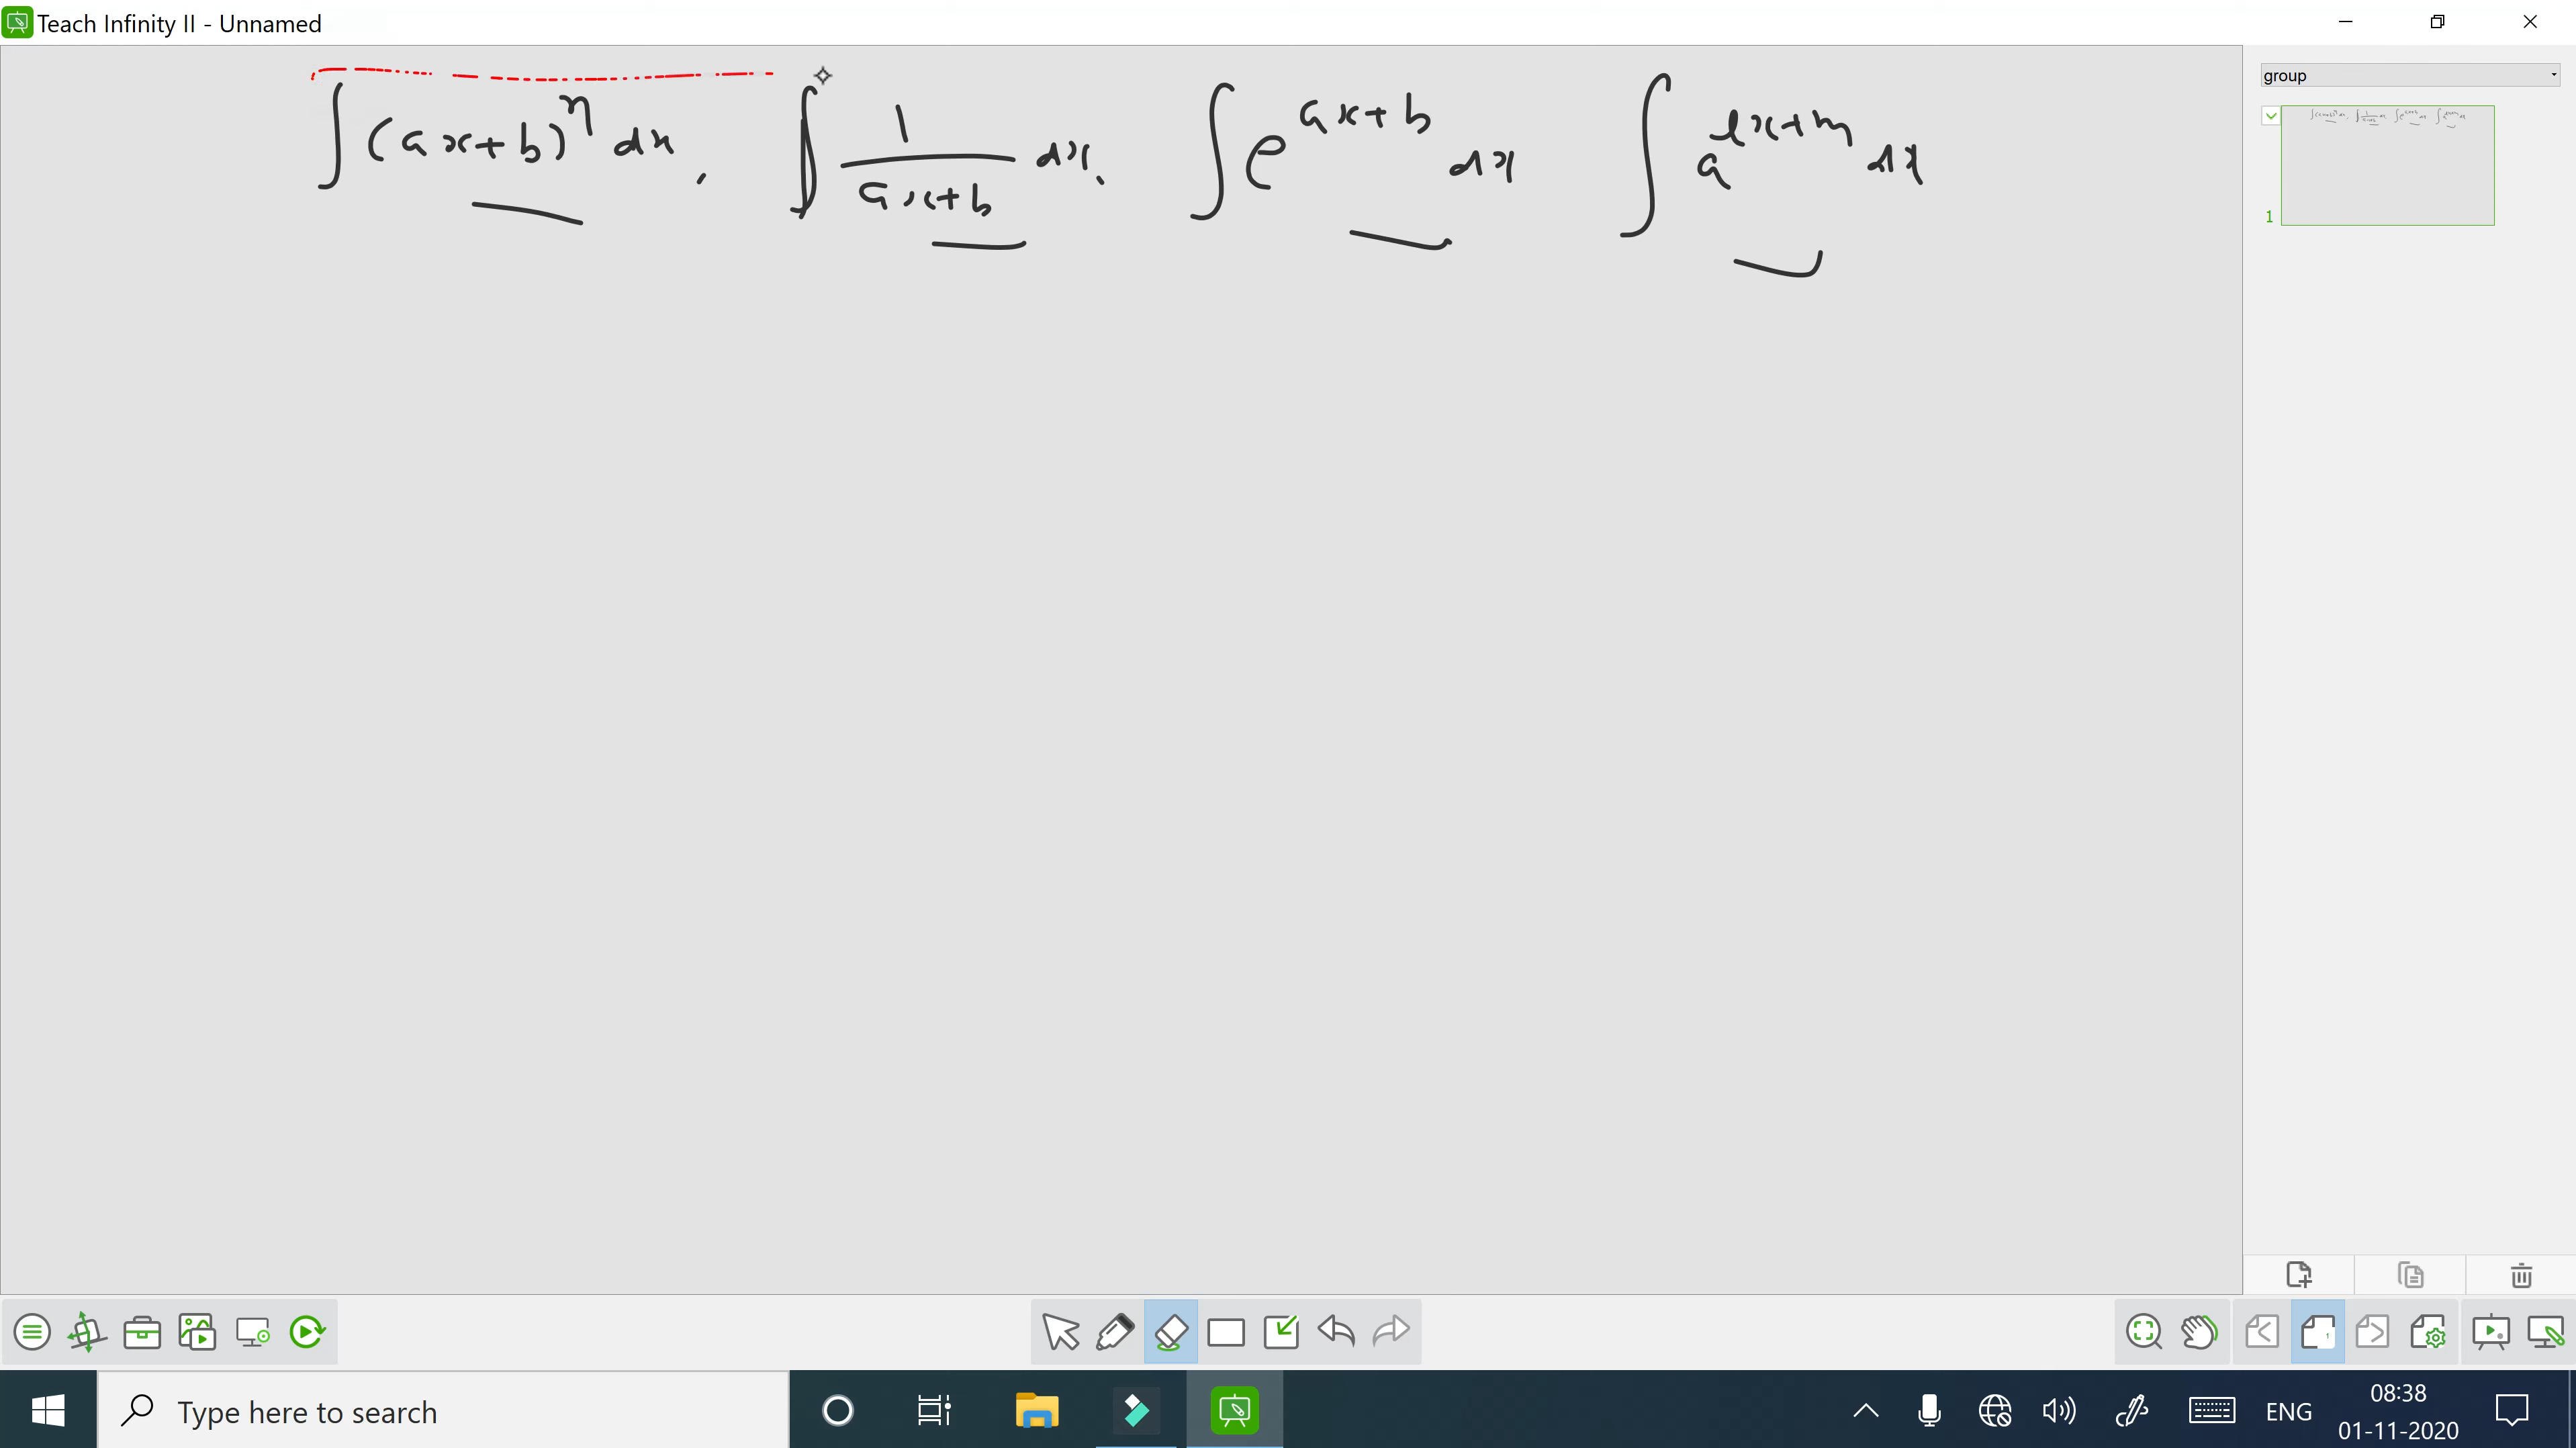 Teach Infinity II - Unnamed
∫(ax+b)ⁿ dx, ∫ 1/(ax+b) dx, ∫e^(ax+b) dx ∫a^(lx+m) dx
group
1
Type here to search
ENG
08:38
01-11-2020